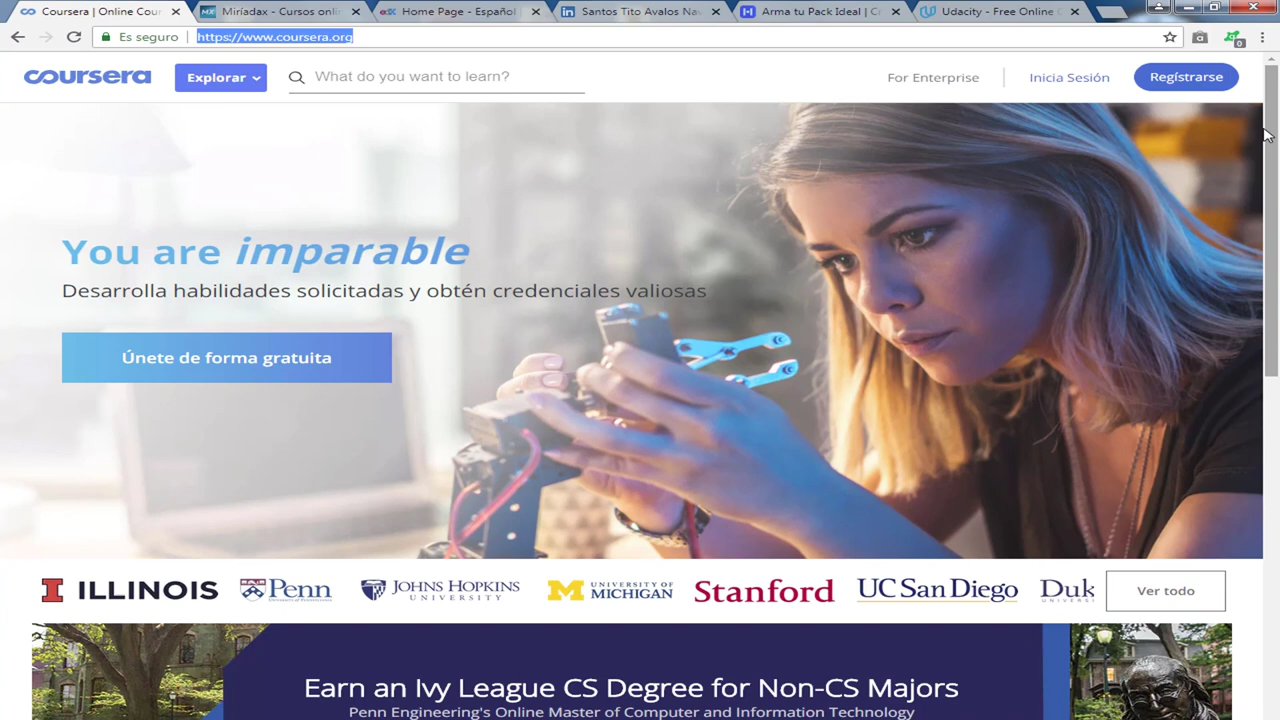 Coursera | Online Cour
Miríadax - Cursos onli
Home Page - Español
Santos Tito Avalos Na
Arma tu Pack Ideal | C
Udacity - Free Online C
Es seguro
https://www.coursera.org
coursera
Explorar
What do you want to learn?
For Enterprise
Inicia Sesión
Regístrarse
You are imparable
Desarrolla habilidades solicitadas y obtén credenciales valiosas
Únete de forma gratuita
I ILLINOIS
Penn
JOHNS HOPKINS
UNIVERSITY
M UNIVERSITY OF
MICHIGAN
Stanford
UC San Diego
Duk
UNIVERS
Ver todo
Earn an Ivy League CS Degree for Non-CS Majors
Penn Engineering's Online Master of Computer and Information Technology